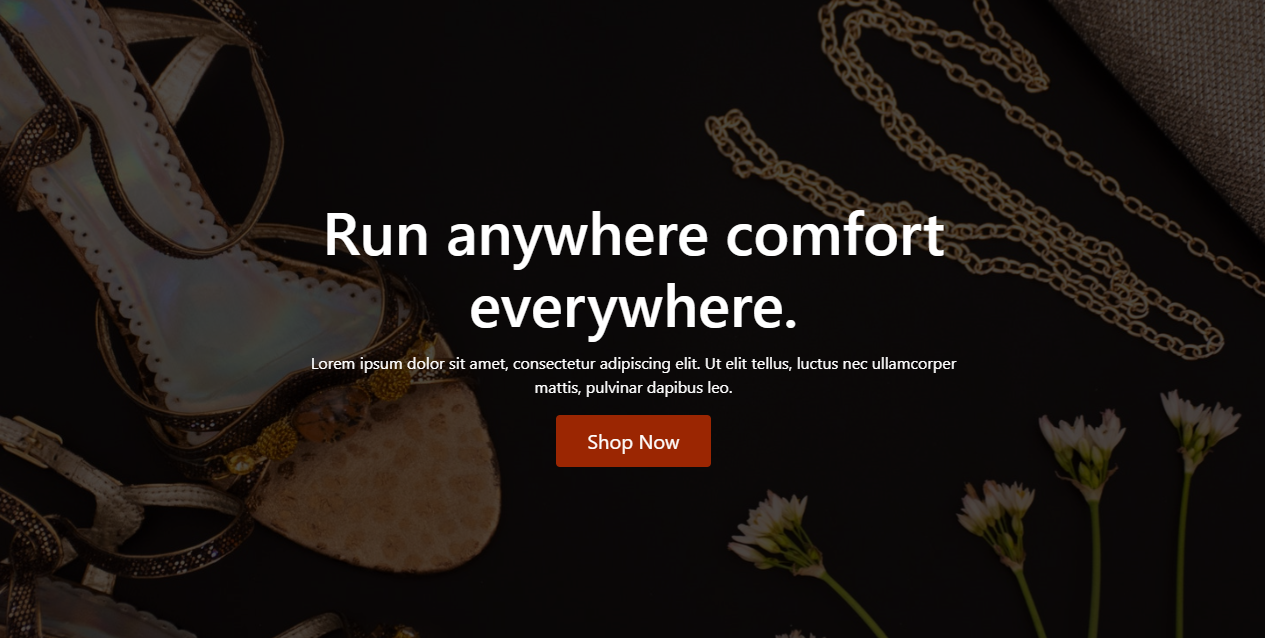 Run anywhere comfort
everywhere.
Lorem ipsum dolor sit amet, consectetur adipiscing elit. Ut elit tellus, luctus nec ullamcorper
mattis, pulvinar dapibus leo.
Shop Now